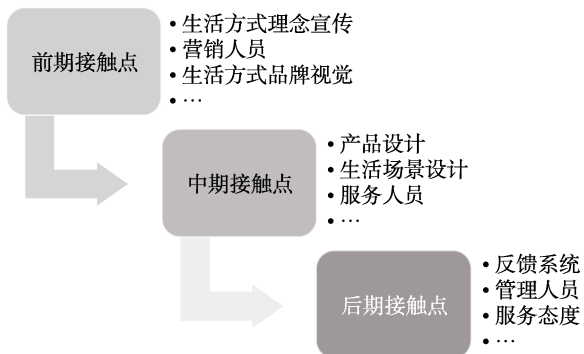 前期接触点
• 生活方式理念宣传
• 营销人员
• 生活方式品牌视觉
• …
中期接触点
• 产品设计
• 生活场景设计
• 服务人员
• …
后期接触点
• 反馈系统
• 管理人员
• 服务态度
• …